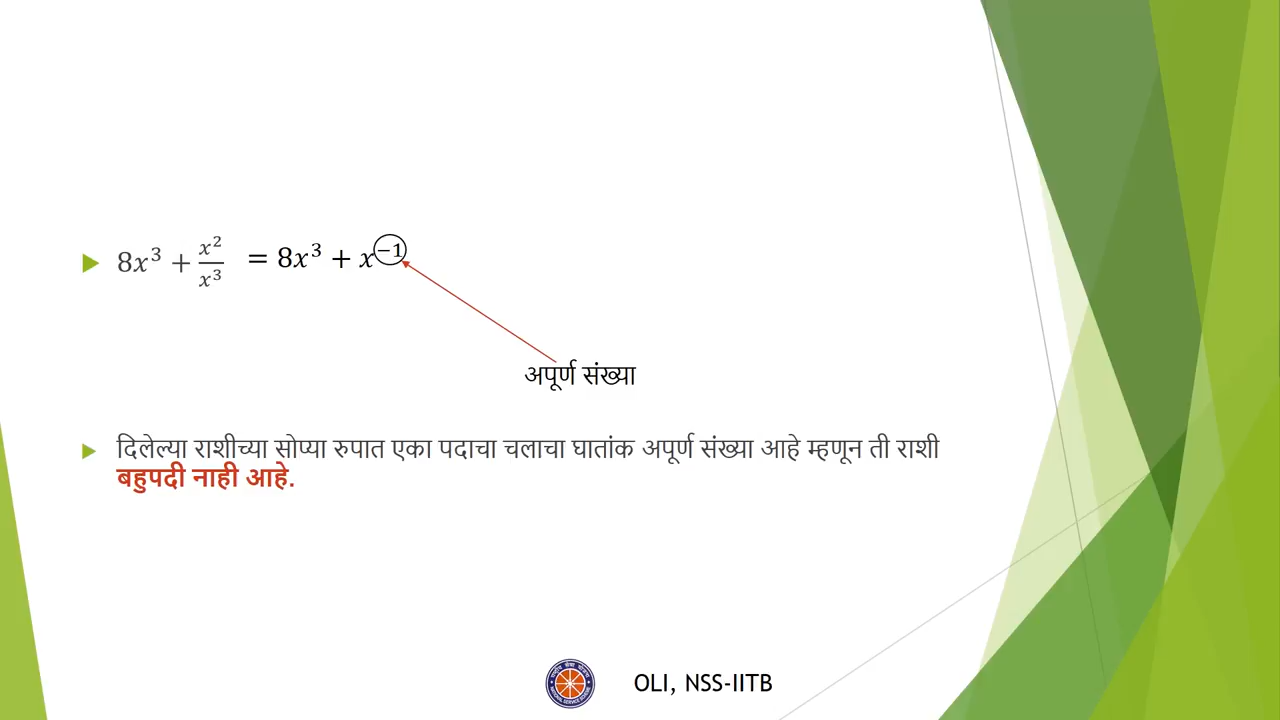 8x³ + x²/x³ = 8x³ + x⁻¹
अपूर्ण संख्या
दिलेल्या राशीच्या सोप्या रुपात एका पदाचा चलाचा घातांक अपूर्ण संख्या आहे म्हणून ती राशी
बहुपदी नाही आहे.
OLI, NSS-IITB